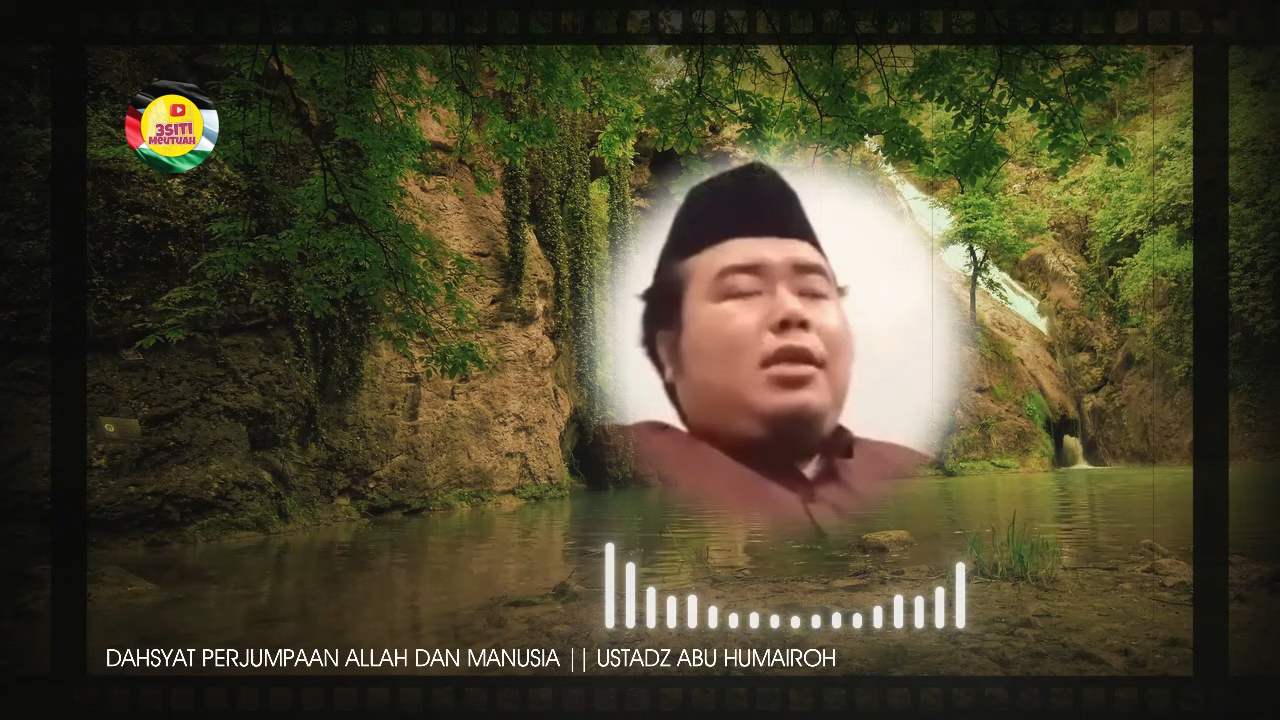 3SITI
MEUTUAH
DAHSYAT PERJUMPAAN ALLAH DAN MANUSIA || USTADZ ABU HUMAIROH